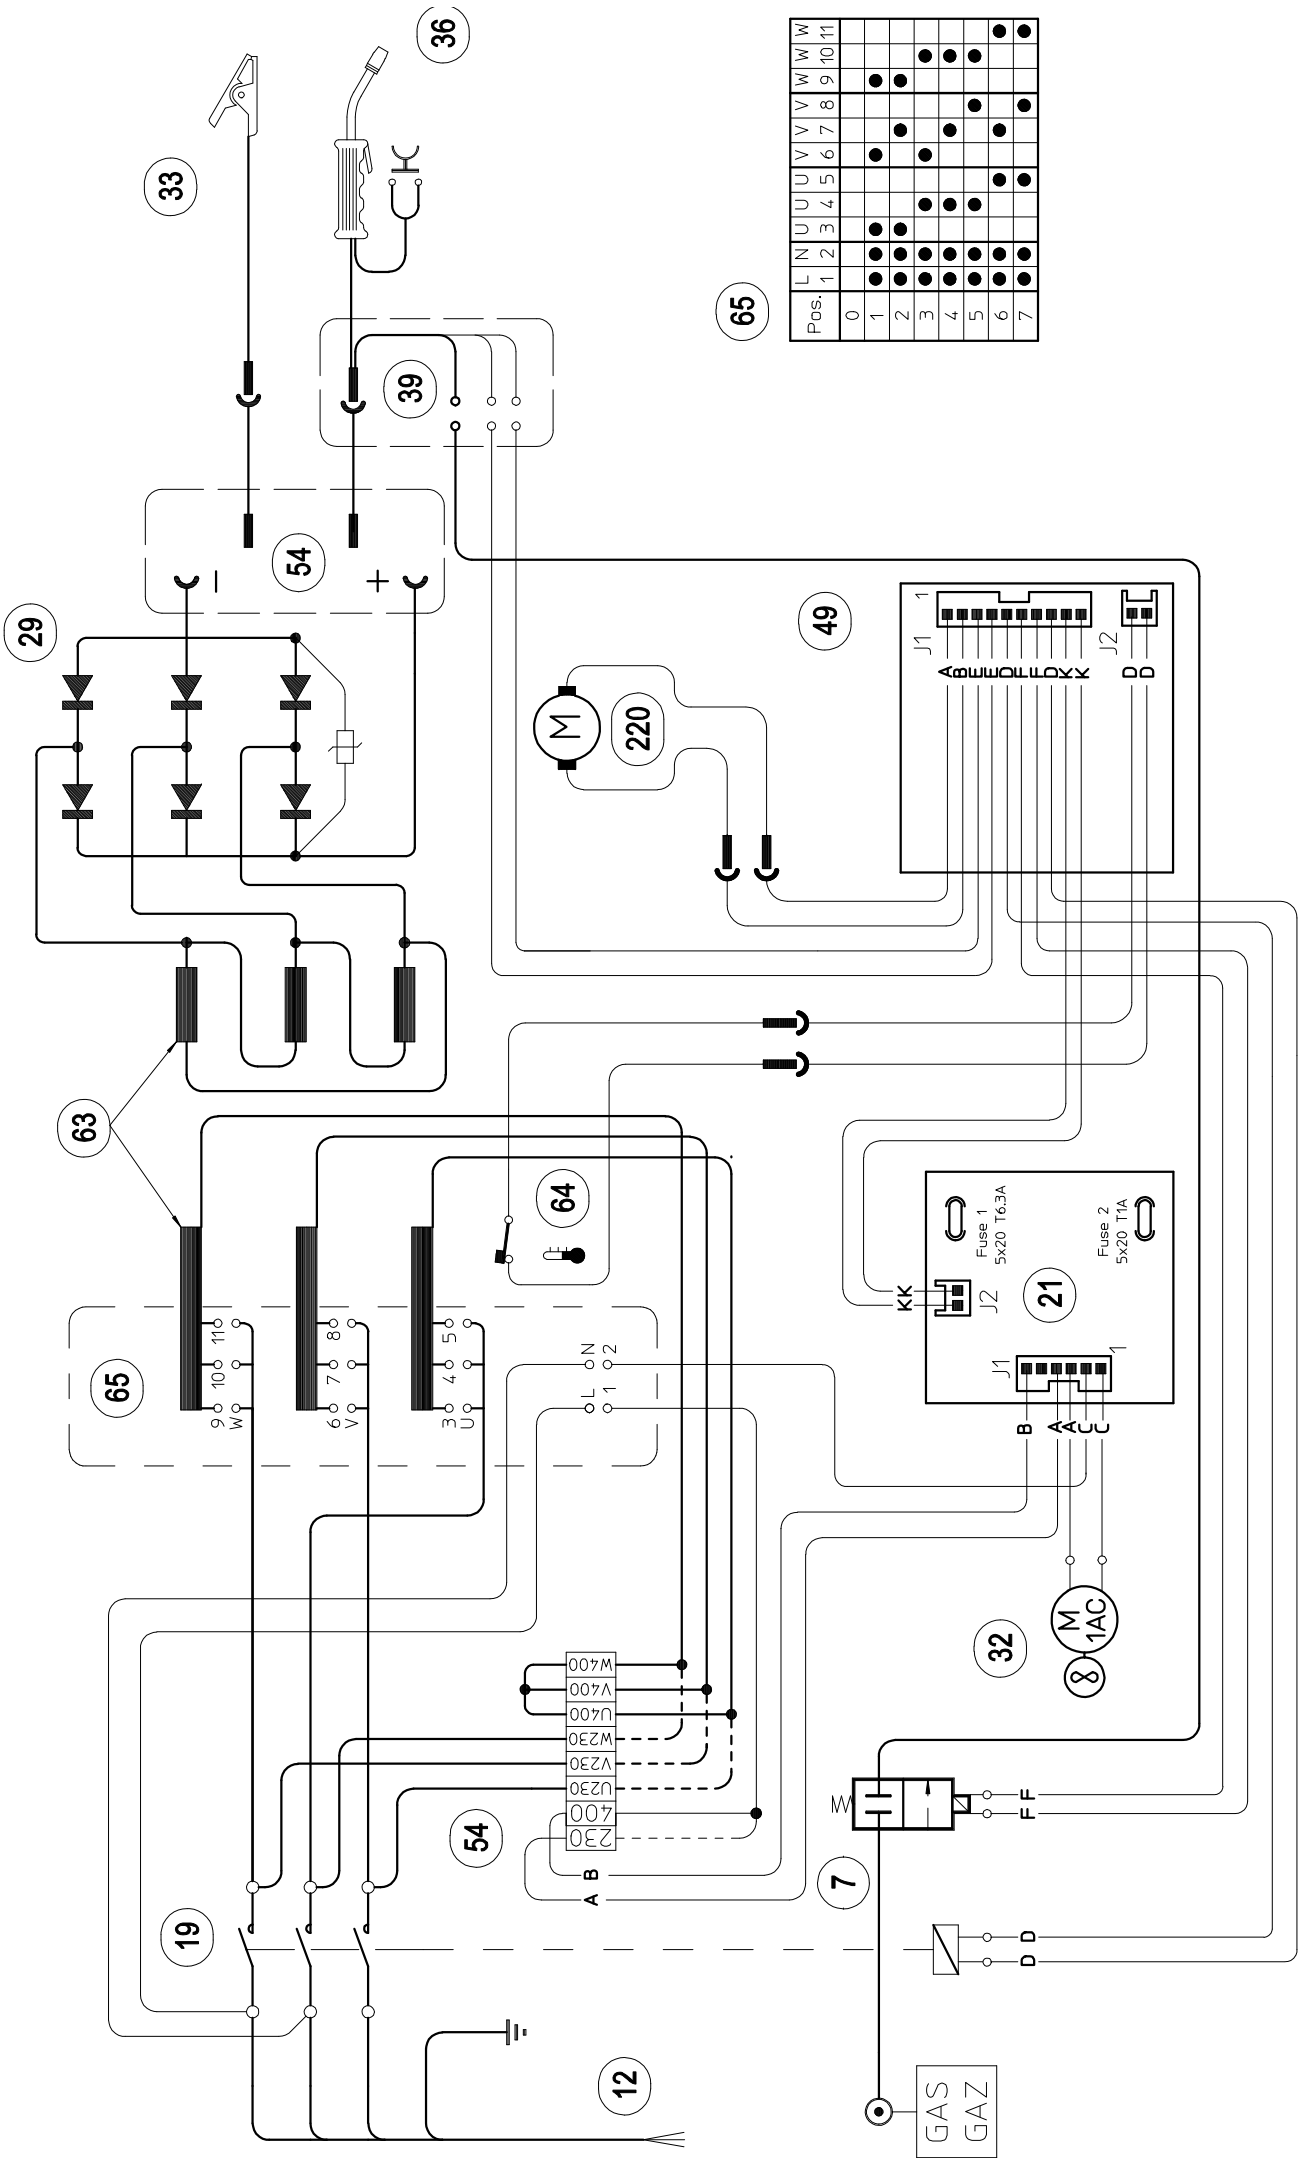 36
33
65
L N U U U V V V W W W
Pos. 1 2 3 4 5 6 7 8 9 10 11
0
1
2
3
4
5
6
7
39
54
−
+
29
49
J1
1
A
B
E
E
D
F
F
D
K
K
J2
D
D
M
220
63
64
Fuse 1
5x20 T6.3A
Fuse 2
5x20 T1A
21
KK
J2
J1
1
B
A
A
C
C
65
9 10 11
W
6 7 8
V
3 4 5
U
L N
1 2
32
M
1AC
W400
V400
U400
W230
V230
U230
400
230
54
A B
19
7
F F
D D
12
GAS
GAZ